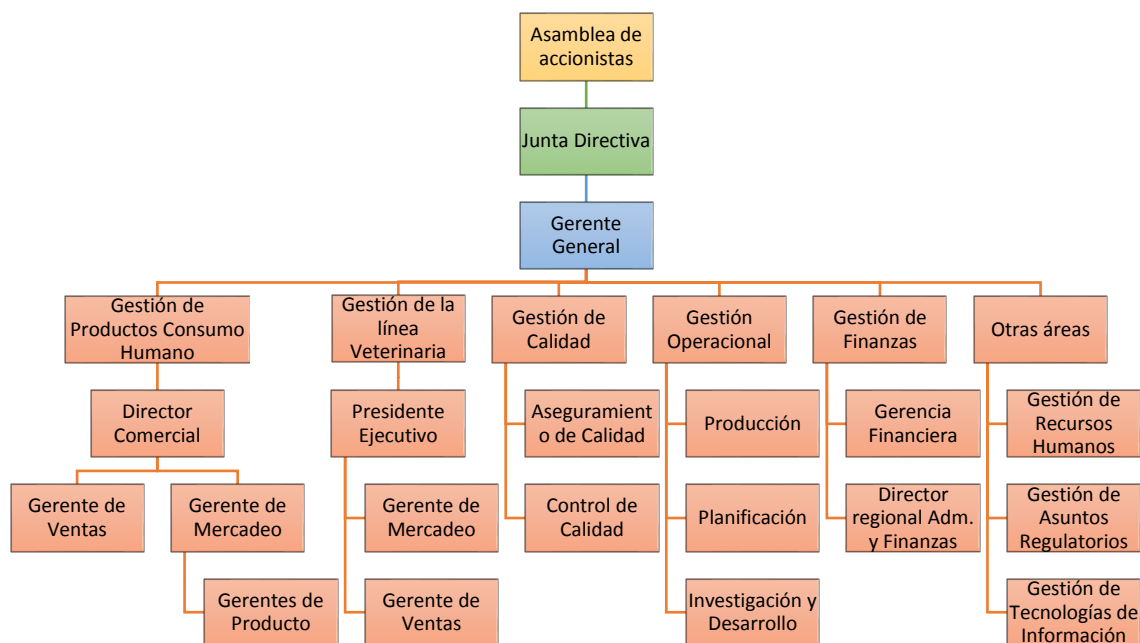 Asamblea de
accionistas
Junta Directiva
Gerente
General
Gestión de
Productos Consumo
Humano
Gestión de la
línea
Veterinaria
Gestión de
Calidad
Gestión
Operacional
Gestión de
Finanzas
Otras áreas
Director
Comercial
Presidente
Ejecutivo
Aseguramient
o de Calidad
Producción
Gerencia
Financiera
Gestión de
Recursos
Humanos
Gerente de
Ventas
Gerente de
Mercadeo
Gerente de
Mercadeo
Control de
Calidad
Planificación
Director
regional Adm.
y Finanzas
Gestión de
Asuntos
Regulatorios
Gerentes de
Producto
Gerente de
Ventas
Investigación y
Desarrollo
Gestión de
Tecnologías de
Información